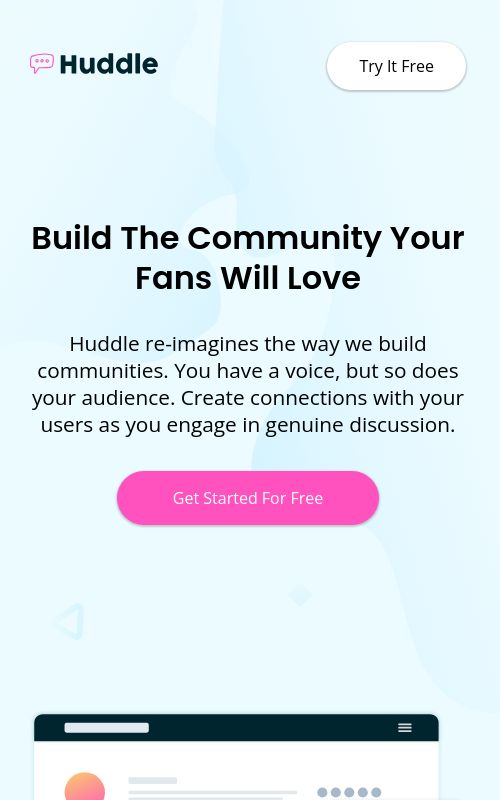 Huddle
Try It Free
Build The Community Your
Fans Will Love
Huddle re-imagines the way we build
communities. You have a voice, but so does
your audience. Create connections with your
users as you engage in genuine discussion.
Get Started For Free